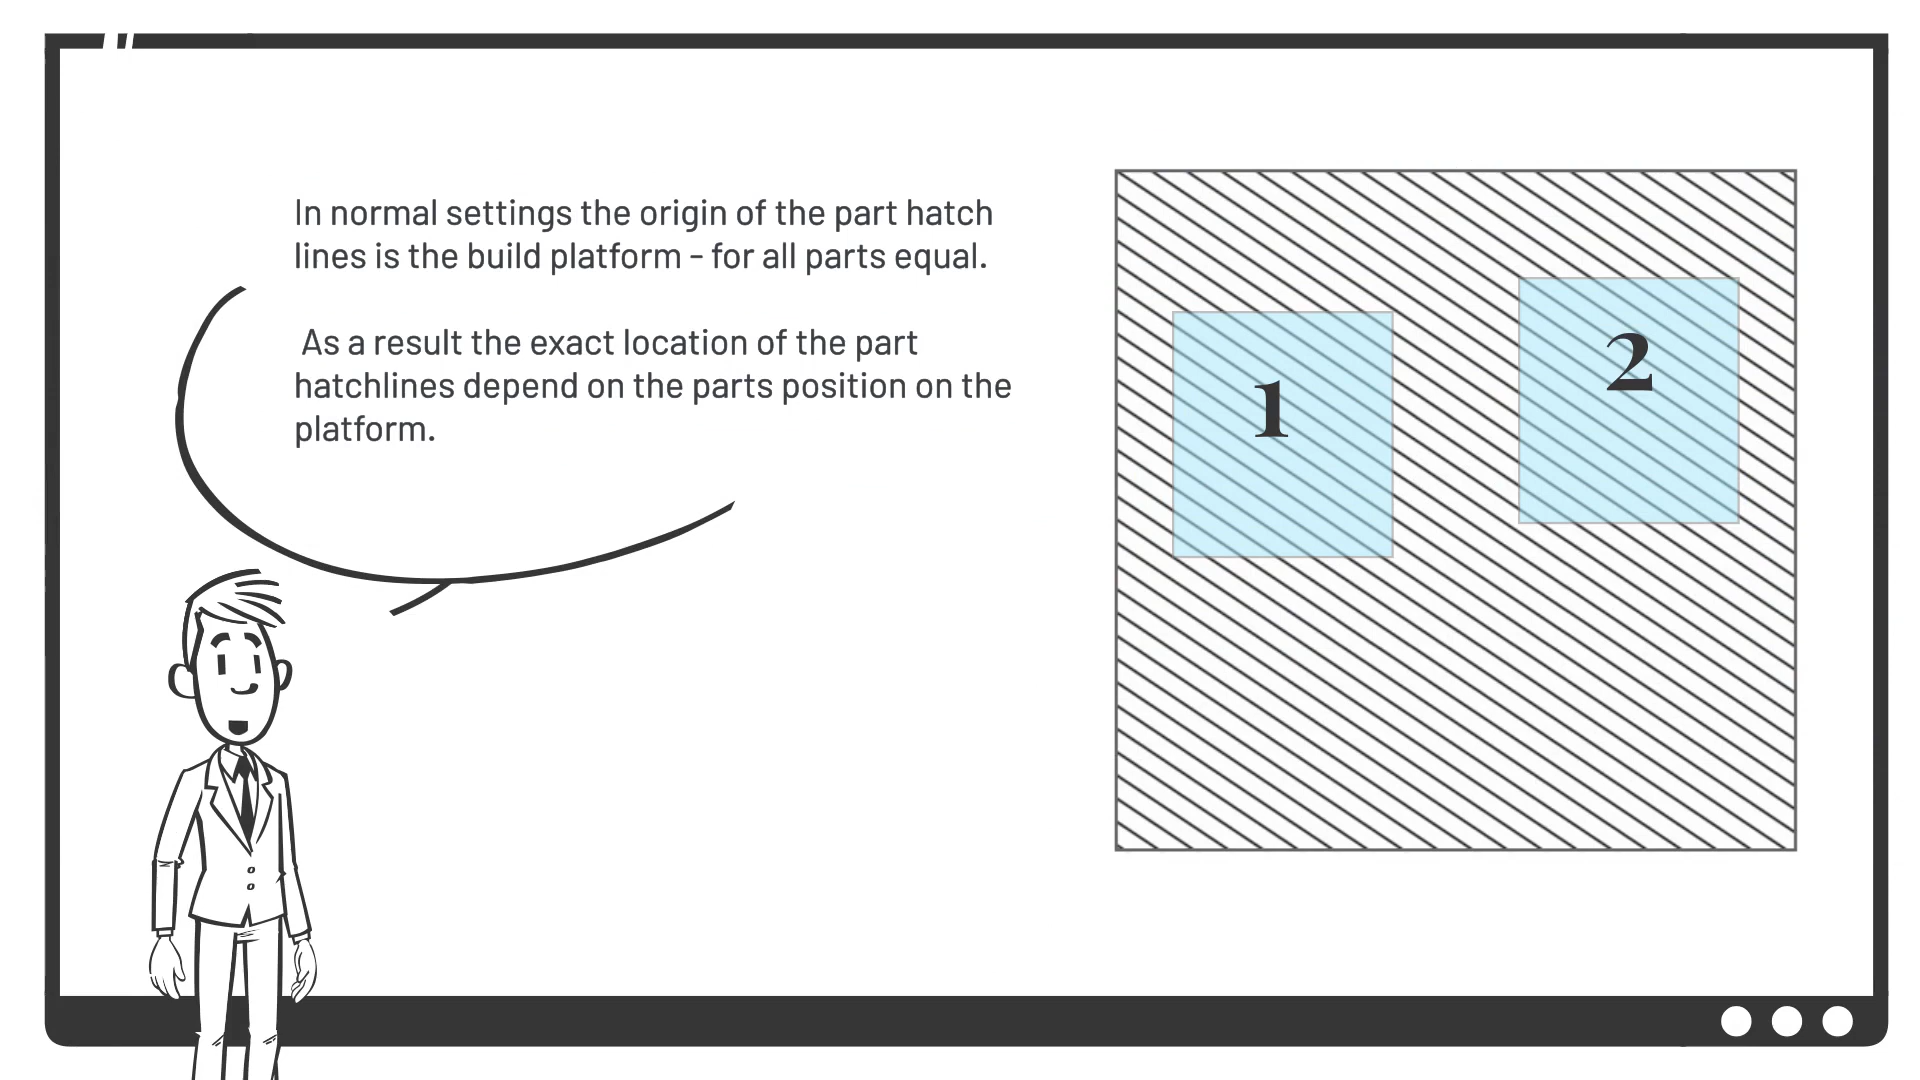 In normal settings the origin of the part hatch
lines is the build platform - for all parts equal.
As a result the exact location of the part
hatchlines depend on the parts position on the
platform.
1
2